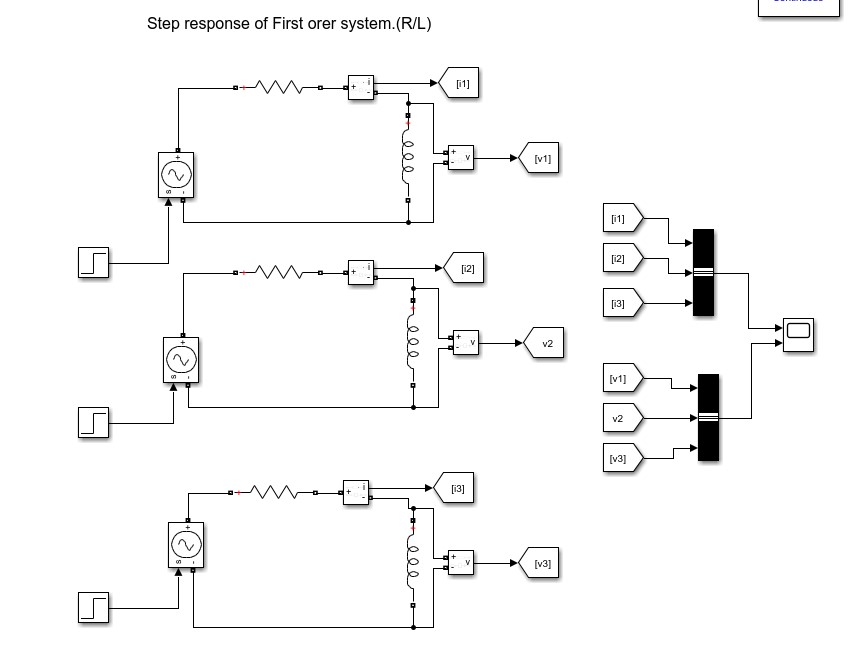 Step response of First orer system.(R/L)
[i1]
[v1]
[i2]
v2
[i3]
[v3]
[i1]
[i2]
[i3]
[v1]
v2
[v3]
+ i -
+ - v
+ s -
+ i -
+ - v
+ s -
+ i -
+ - v
+ s -